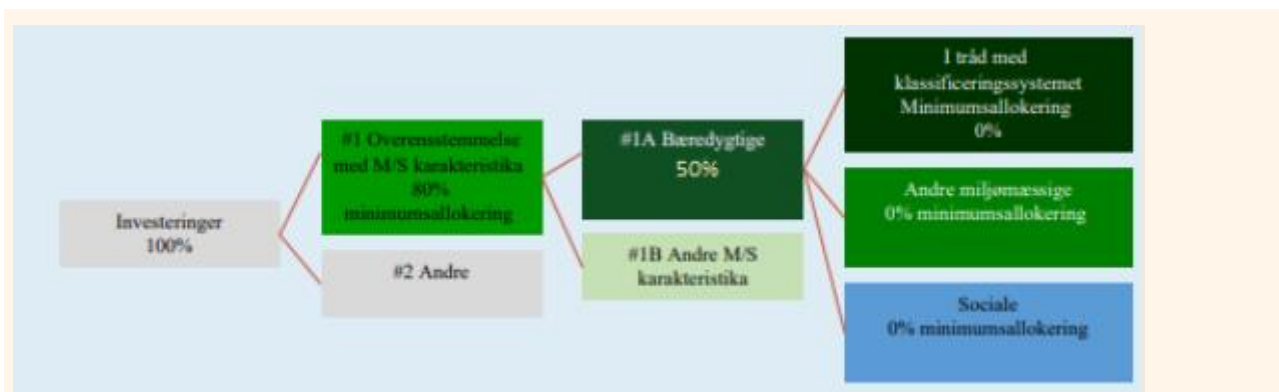 Investeringer
100%
#1 Overensstemmelse
med M/S karakteristika
80%
minimumsallokering
#2 Andre
#1A Bæredygtige
50%
#1B Andre M/S
karakteristika
I tråd med
klassificeringssystemet
Minimumsallokering
0%
Andre miljømæssige
0% minimumsallokering
Sociale
0% minimumsallokering